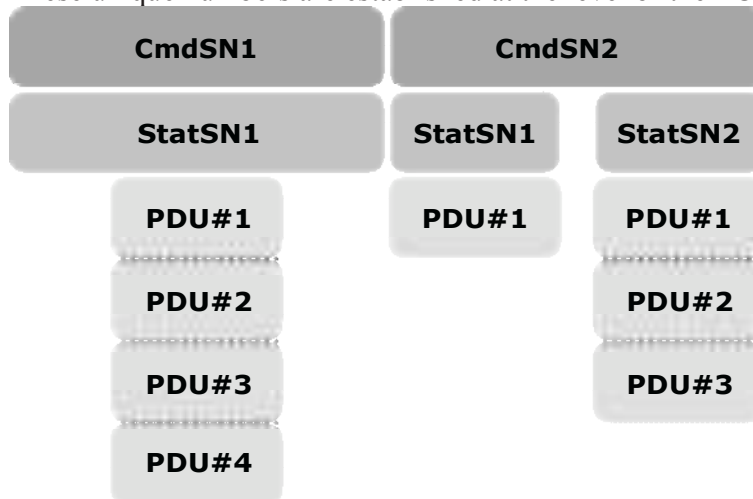 CmdSN1 CmdSN2
StatSN1 StatSN1 StatSN2
PDU#1 PDU#1 PDU#1
PDU#2 PDU#2
PDU#3 PDU#3
PDU#4